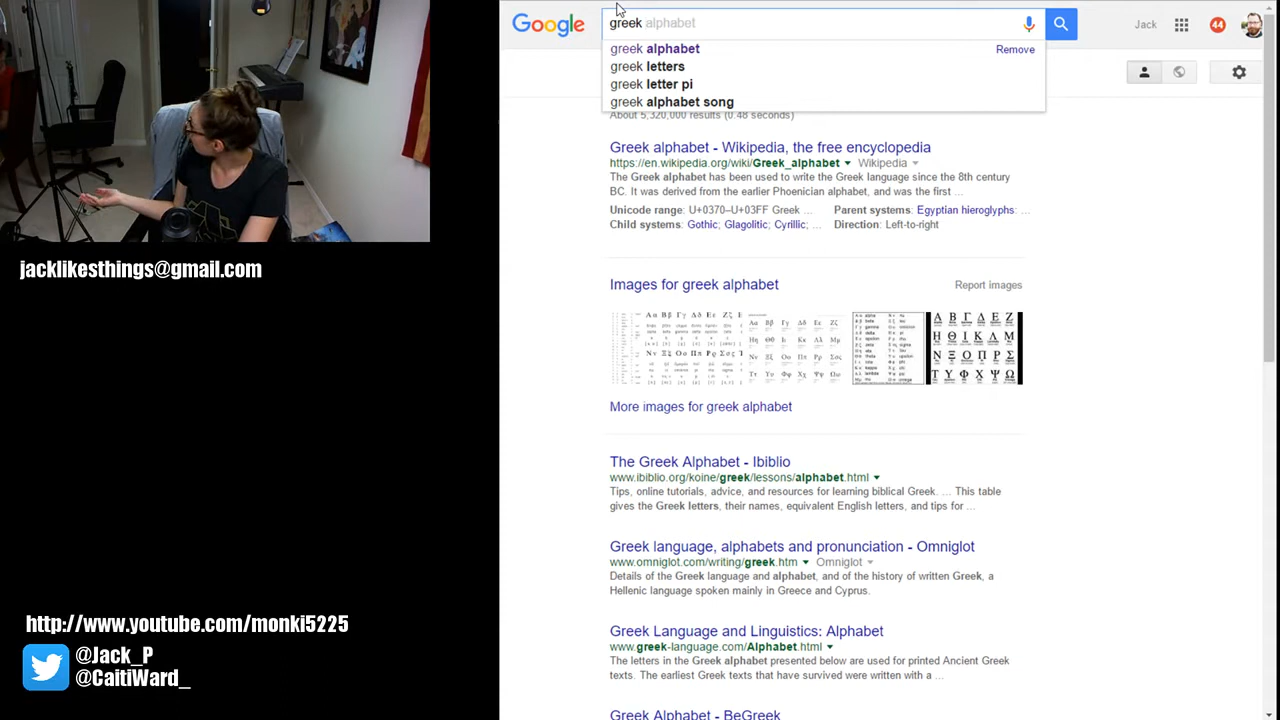 Google
greek alphabet
Jack
44
greek alphabet
Remove
greek letters
greek letter pi
greek alphabet song
About 5,320,000 results (0.48 seconds)
Greek alphabet - Wikipedia, the free encyclopedia
https://en.wikipedia.org/wiki/Greek_alphabet Wikipedia
The Greek alphabet has been used to write the Greek language since the 8th century
BC. It was derived from the earlier Phoenician alphabet, and was the first ...
Unicode range: U+0370–U+03FF Greek ... Parent systems: Egyptian hieroglyphs: ...
Child systems: Gothic; Glagolitic; Cyrillic; ... Direction: Left-to-right
Images for greek alphabet
Report images
Α Β Γ Δ Ε Ζ
Η Θ Ι Κ Λ Μ
Ν Ξ Ο Π Ρ Σ
Τ Υ Φ Χ Ψ Ω
More images for greek alphabet
The Greek Alphabet - Ibiblio
www.ibiblio.org/koine/greek/lessons/alphabet.html
Tips, online tutorials, advice, and resources for learning biblical Greek. ... This table
gives the Greek letters, their names, equivalent English letters, and tips for ...
Greek language, alphabets and pronunciation - Omniglot
www.omniglot.com/writing/greek.htm Omniglot
Details of the Greek language and alphabet, and of the history of written Greek, a
Hellenic language spoken mainly in Greece and Cyprus.
Greek Language and Linguistics: Alphabet
www.greek-language.com/Alphabet.html
The letters in the Greek alphabet presented below are used for printed Ancient Greek
texts. The earliest Greek texts that have survived were written with a ...
Greek Alphabet - BeGreek
jacklikesthings@gmail.com
http://www.youtube.com/monki5225
@Jack_P
@CaitiWard_